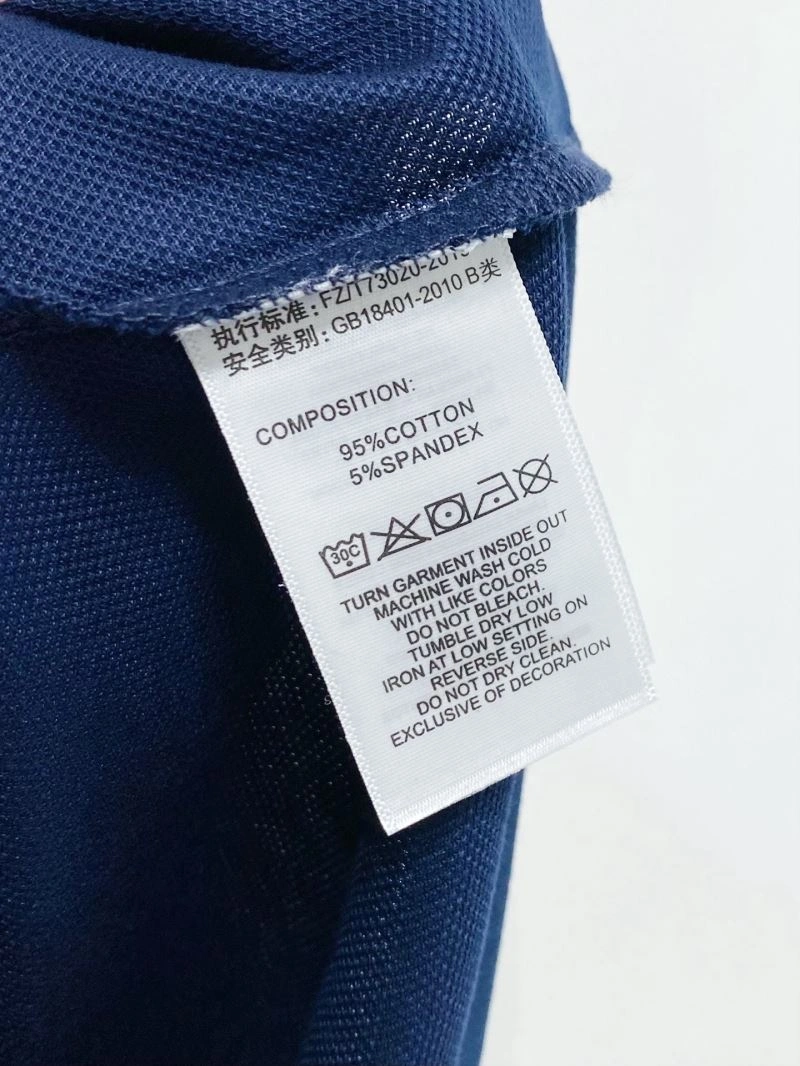 执行标准: FZ/T73020-2019
安全类别: GB18401-2010 B类
COMPOSITION:
95%COTTON
5%SPANDEX
30C
TURN GARMENT INSIDE OUT
MACHINE WASH COLD
WITH LIKE COLORS
DO NOT BLEACH.
TUMBLE DRY LOW
IRON AT LOW SETTING ON
REVERSE SIDE.
DO NOT DRY CLEAN.
EXCLUSIVE OF DECORATION